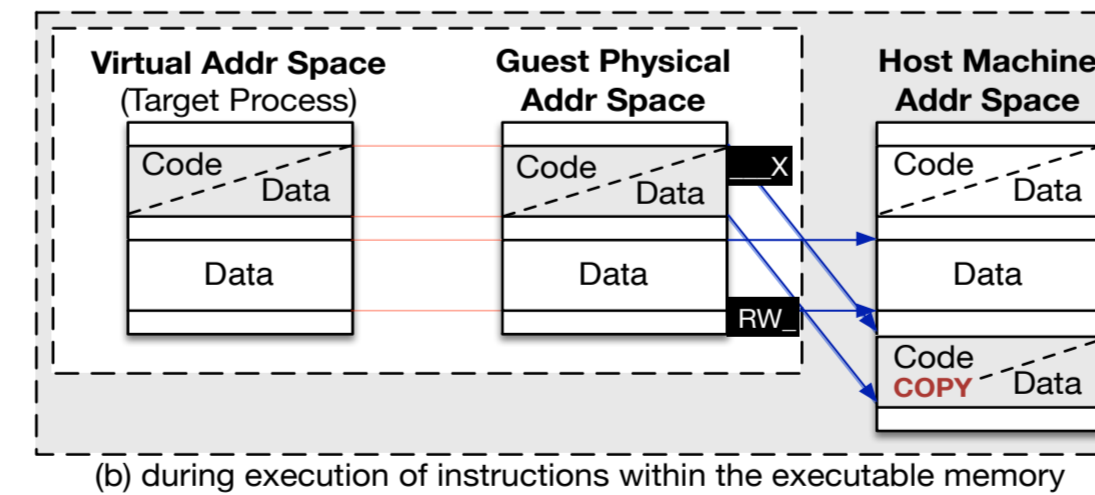 Virtual Addr Space
(Target Process)
Guest Physical
Addr Space
Host Machine
Addr Space
Code
Data
Code
Data
___X
Code
Data
Data
Data
Data
RW_
Code
COPY
Data
(b) during execution of instructions within the executable memory